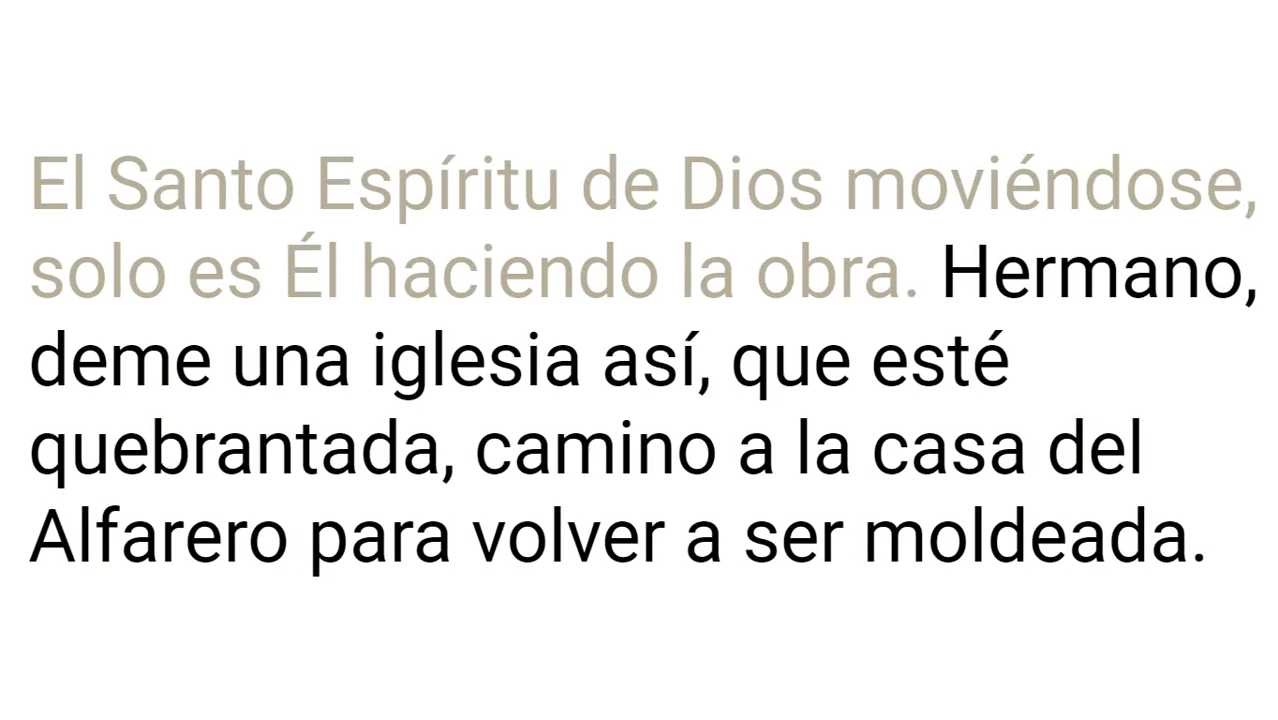 El Santo Espíritu de Dios moviéndose,
solo es Él haciendo la obra. Hermano,
deme una iglesia así, que esté
quebrantada, camino a la casa del
Alfarero para volver a ser moldeada.